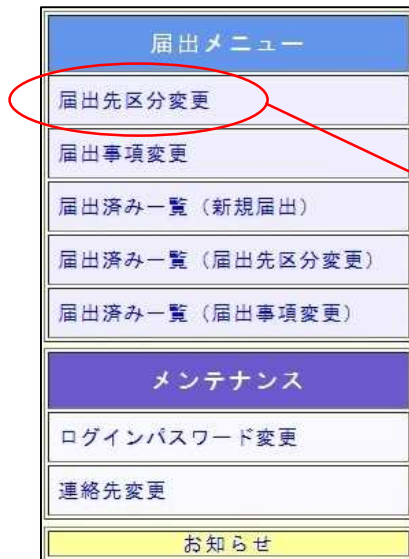 届出メニュー
届出先区分変更
届出事項変更
届出済み一覧（新規届出）
届出済み一覧（届出先区分変更）
届出済み一覧（届出事項変更）
メンテナンス
ログインパスワード変更
連絡先変更
お知らせ